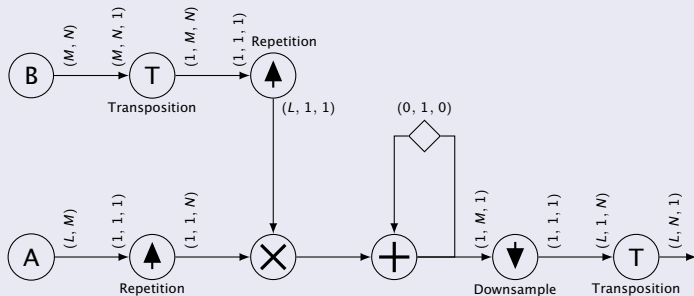 Repetition
(M, N)
(M, N, 1)
(1, M, N)
(1, 1, 1)
B
T
Transposition
(L, 1, 1)
(0, 1, 0)
(L, M)
(1, 1, 1)
(1, 1, N)
(1, M, 1)
(1, 1, 1)
(L, 1, N)
(L, N, 1)
A
T
Repetition
Downsample
Transposition